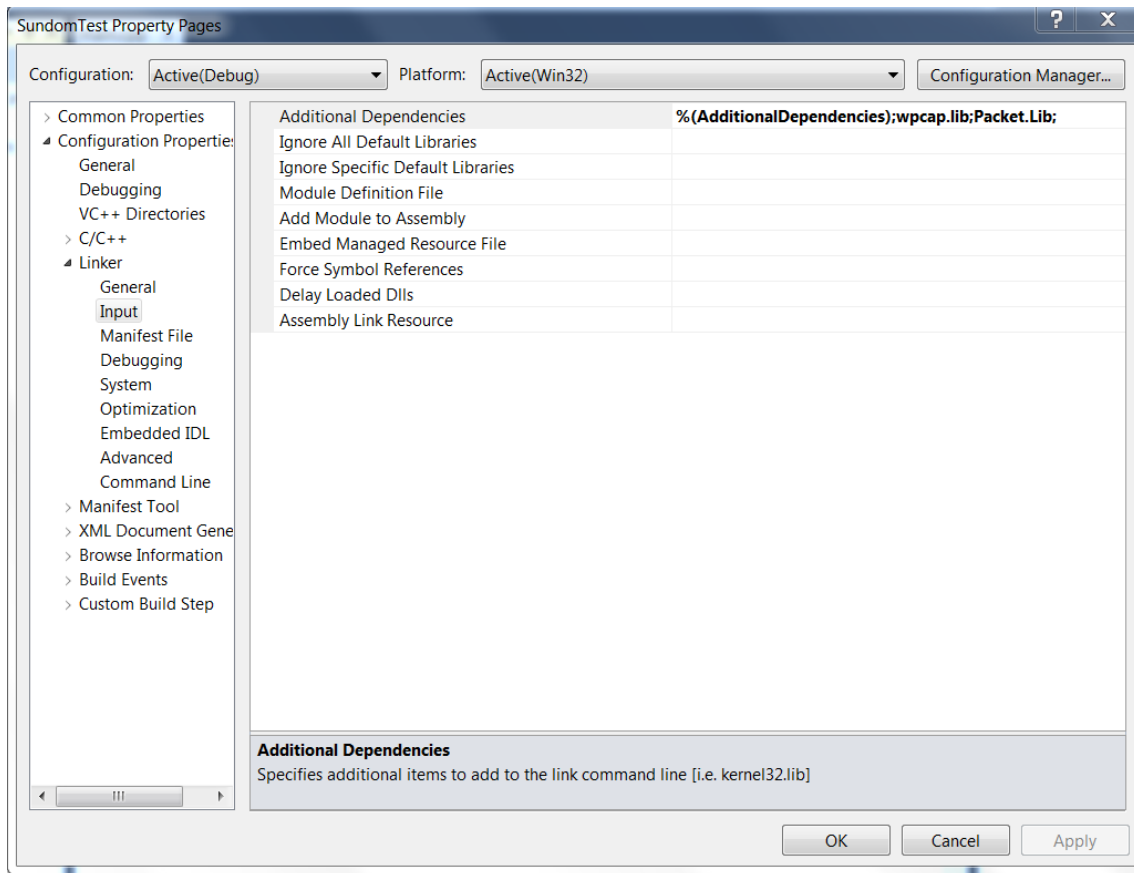 SundomTest Property Pages
?
X
Configuration: Active(Debug) Platform: Active(Win32) Configuration Manager...
Common Properties
Configuration Propertie
General
Debugging
VC++ Directories
C/C++
Linker
General
Input
Manifest File
Debugging
System
Optimization
Embedded IDL
Advanced
Command Line
Manifest Tool
XML Document Gene
Browse Information
Build Events
Custom Build Step
Additional Dependencies %(AdditionalDependencies);wpcap.lib;Packet.Lib;
Ignore All Default Libraries
Ignore Specific Default Libraries
Module Definition File
Add Module to Assembly
Embed Managed Resource File
Force Symbol References
Delay Loaded Dlls
Assembly Link Resource
Additional Dependencies
Specifies additional items to add to the link command line [i.e. kernel32.lib]
OK Cancel Apply